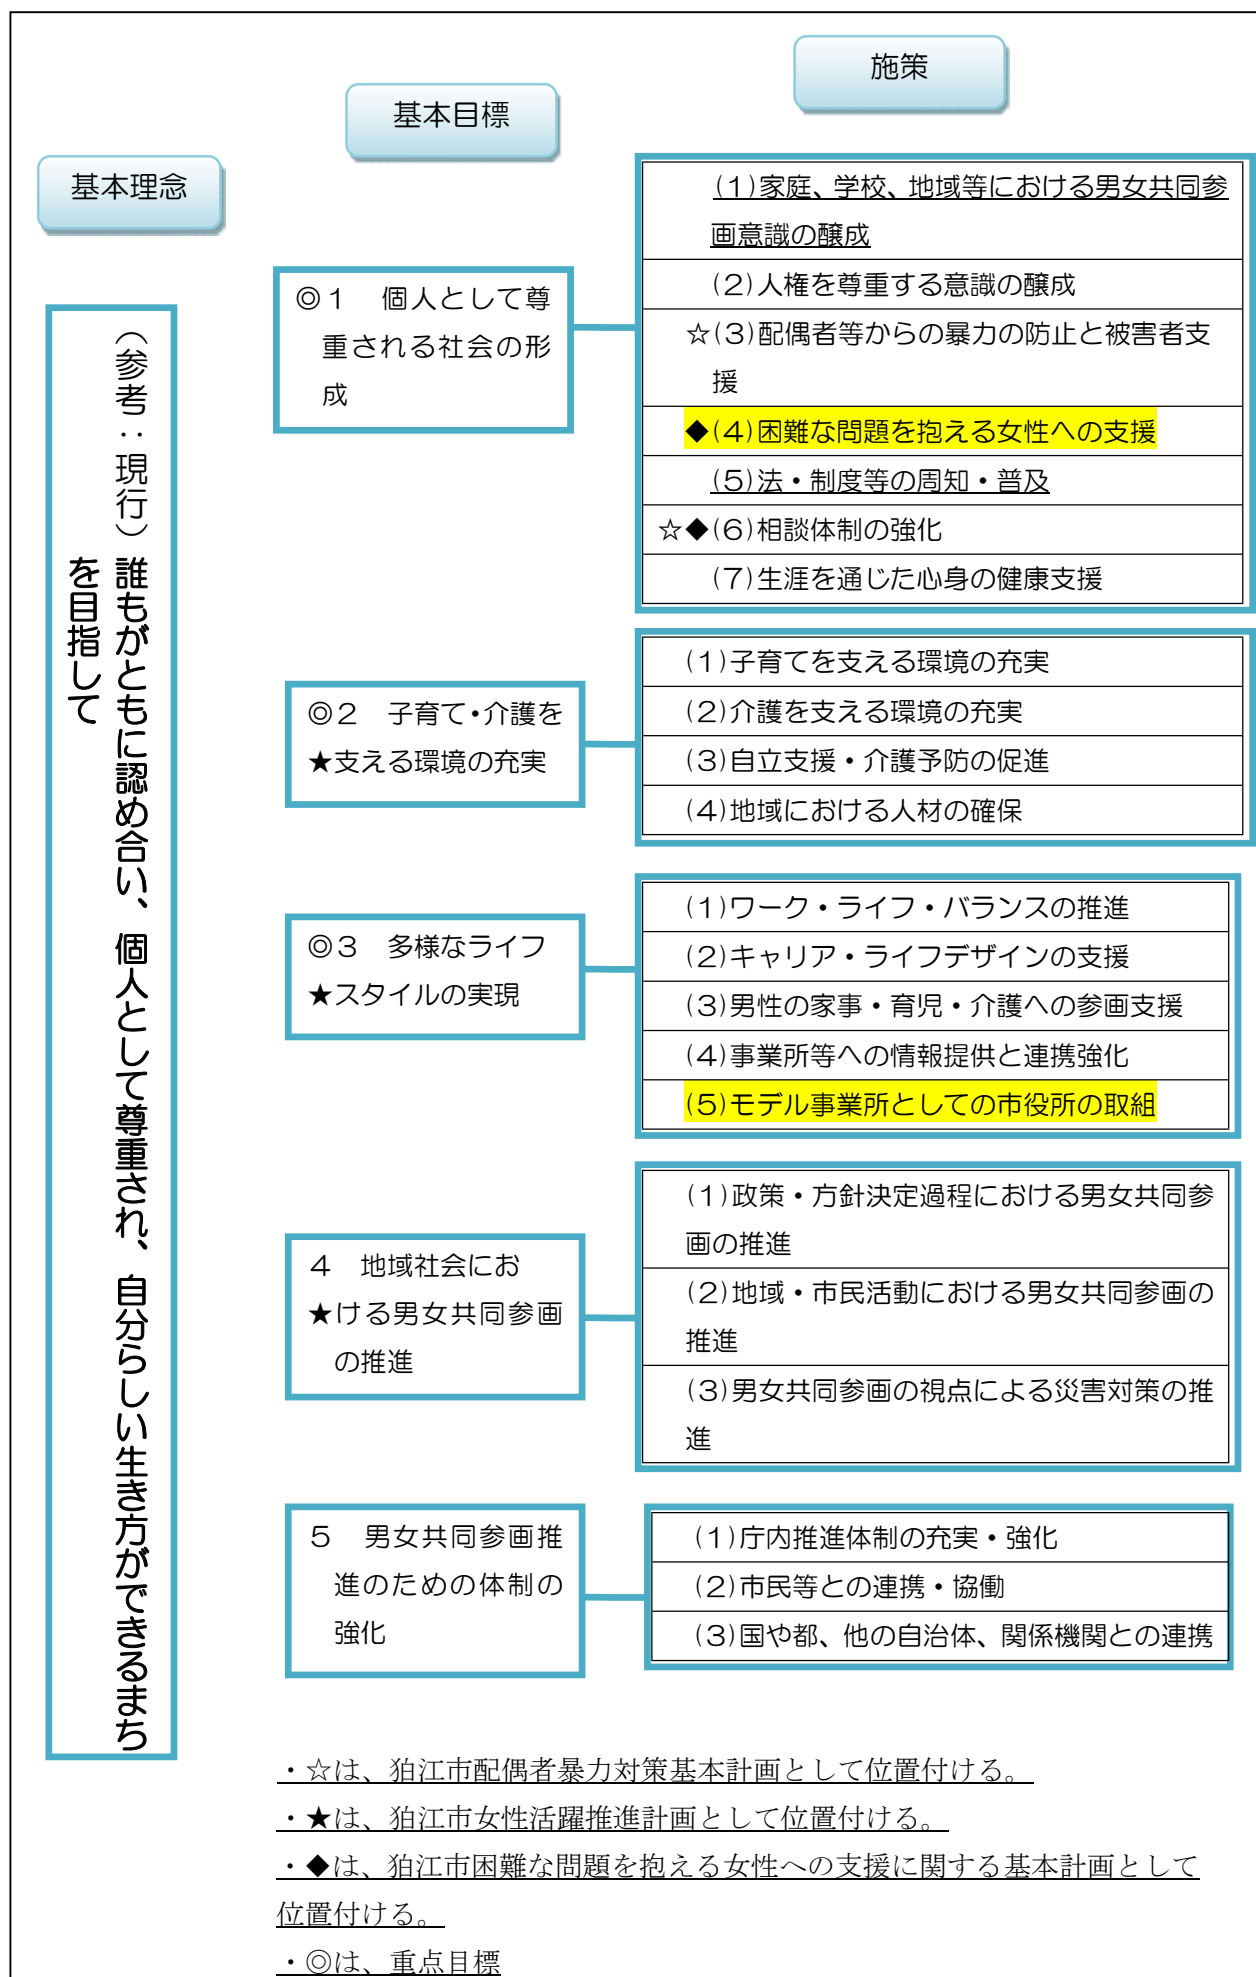 施策
基本目標
基本理念
(参考：現行)誰もがともに認め合い、個人として尊重され、自分らしい生き方ができるまち
を目指して
◎１　個人として尊
重される社会の形
成
(１)家庭、学校、地域等における男女共同参
画意識の醸成
(２)人権を尊重する意識の醸成
☆(３)配偶者等からの暴力の防止と被害者支
援
◆(４)困難な問題を抱える女性への支援
(５)法・制度等の周知・普及
☆◆(６)相談体制の強化
(７)生涯を通じた心身の健康支援
◎２　子育て・介護を
★支える環境の充実
(１)子育てを支える環境の充実
(２)介護を支える環境の充実
(３)自立支援・介護予防の促進
(４)地域における人材の確保
◎３　多様なライフ
★スタイルの実現
(１)ワーク・ライフ・バランスの推進
(２)キャリア・ライフデザインの支援
(３)男性の家事・育児・介護への参画支援
(４)事業所等への情報提供と連携強化
(５)モデル事業所としての市役所の取組
４　地域社会にお
★ける男女共同参画
の推進
(１)政策・方針決定過程における男女共同参
画の推進
(２)地域・市民活動における男女共同参画の
推進
(３)男女共同参画の視点による災害対策の推
進
５　男女共同参画推
進のための体制の
強化
(１)庁内推進体制の充実・強化
(２)市民等との連携・協働
(３)国や都、他の自治体、関係機関との連携
・☆は、狛江市配偶者暴力対策基本計画として位置付ける。
・★は、狛江市女性活躍推進計画として位置付ける。
・◆は、狛江市困難な問題を抱える女性への支援に関する基本計画として
位置付ける。
・◎は、重点目標